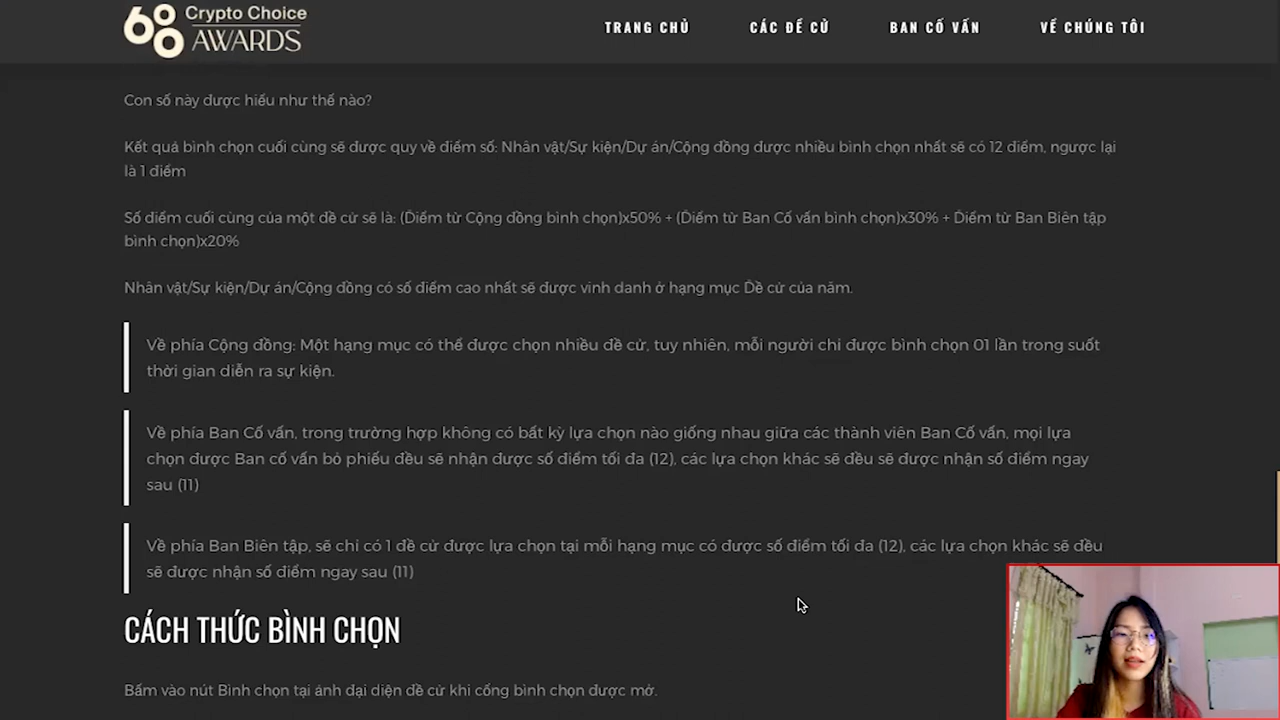 68 Crypto Choice
AWARDS
TRANG CHỦ
CÁC ĐỀ CỬ
BAN CỐ VẤN
VỀ CHÚNG TÔI
Con số này được hiểu như thế nào?
Kết quả bình chọn cuối cùng sẽ được quy về điểm số: Nhân vật/Sự kiện/Dự án/Cộng đồng được nhiều bình chọn nhất sẽ có 12 điểm, ngược lại
là 1 điểm
Số điểm cuối cùng của một đề cử sẽ là: (Điểm từ Cộng đồng bình chọn)x50% + (Điểm từ Ban Cố vấn bình chọn)x30% + Điểm từ Ban Biên tập
bình chọn)x20%
Nhân vật/Sự kiện/Dự án/Cộng đồng có số điểm cao nhất sẽ được vinh danh ở hạng mục Đề cử của năm.
Về phía Cộng đồng: Một hạng mục có thể được chọn nhiều đề cử, tuy nhiên, mỗi người chỉ được bình chọn 01 lần trong suốt
thời gian diễn ra sự kiện.
Về phía Ban Cố vấn, trong trường hợp không có bất kỳ lựa chọn nào giống nhau giữa các thành viên Ban Cố vấn, mọi lựa
chọn được Ban cố vấn bỏ phiếu đều sẽ nhận được số điểm tối đa (12), các lựa chọn khác sẽ đều sẽ được nhận số điểm ngay
sau (11)
Về phía Ban Biên tập, sẽ chỉ có 1 đề cử được lựa chọn tại mỗi hạng mục có được số điểm tối đa (12), các lựa chọn khác sẽ đều
sẽ được nhận số điểm ngay sau (11)
CÁCH THỨC BÌNH CHỌN
Bấm vào nút Bình chọn tại ảnh đại diện đề cử khi cổng bình chọn được mở.